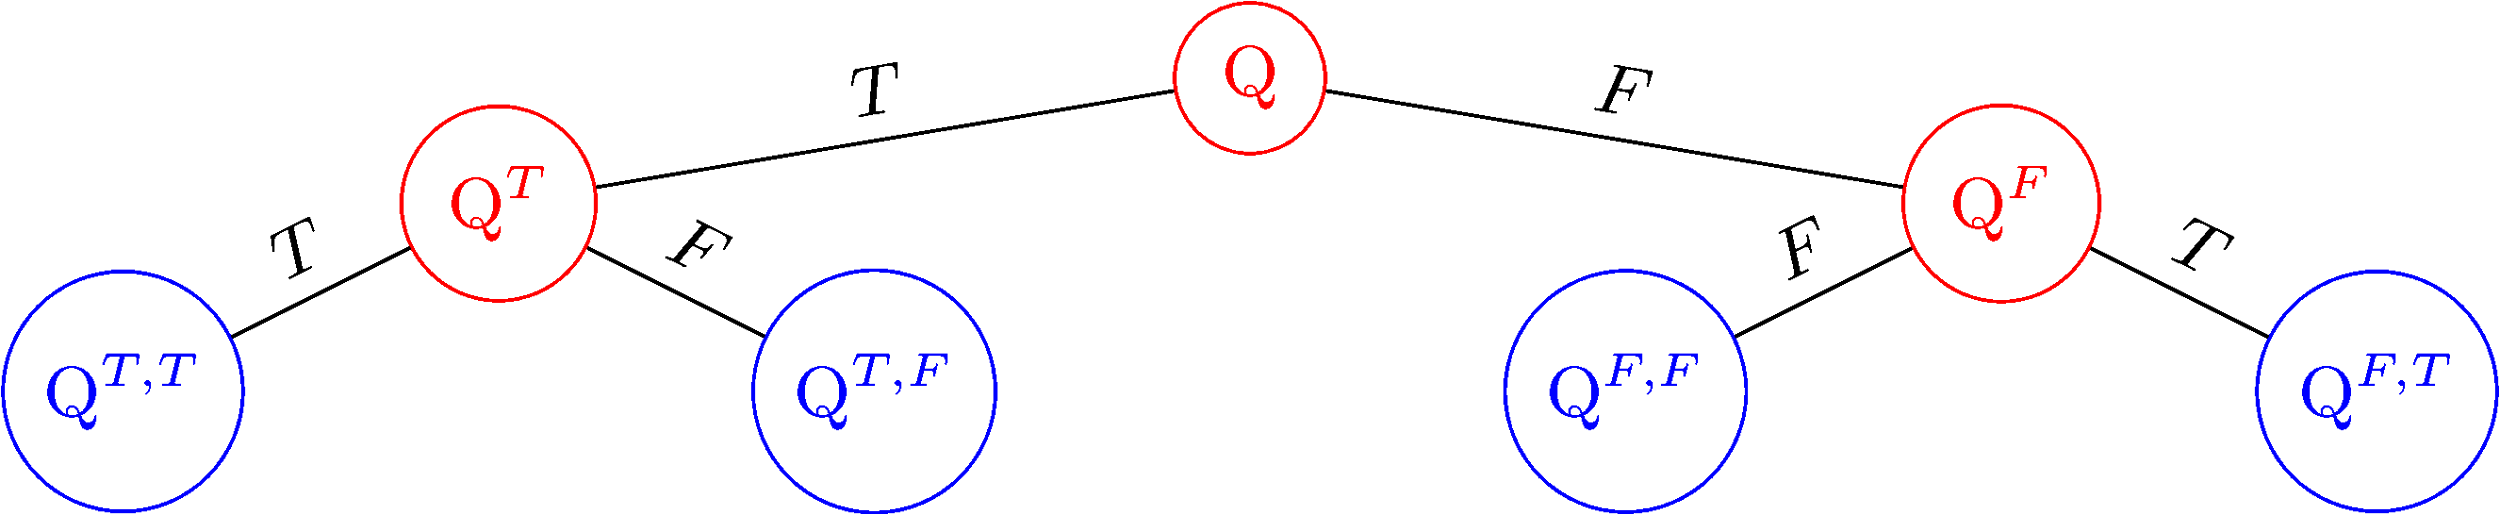 Q
T F
Q^T Q^F
T F F T
Q^{T,T} Q^{T,F} Q^{F,F} Q^{F,T}